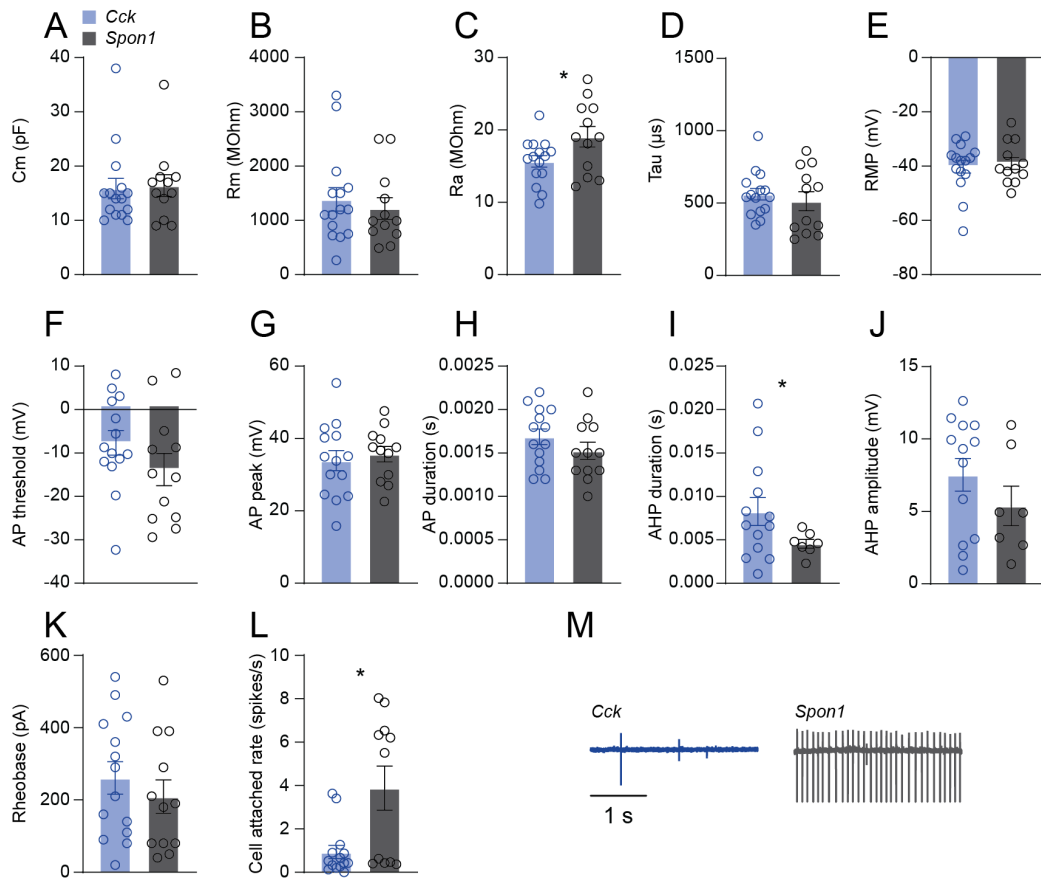 Cck
Spon1
A
Cm (pF)
40
30
20
10
0
B
Rm (MOhm)
4000
3000
2000
1000
0
C
Ra (MOhm)
30
20
10
0
*
D
Tau (µs)
1500
1000
500
0
E
RMP (mV)
0
-20
-40
-60
-80
F
AP threshold (mV)
10
0
-10
-20
-30
-40
G
AP peak (mV)
60
40
20
0
H
AP duration (s)
0.0025
0.0020
0.0015
0.0010
0.0005
0.0000
I
AHP duration (s)
0.025
0.020
0.015
0.010
0.005
0.000
*
J
AHP amplitude (mV)
15
10
5
0
K
Rheobase (pA)
600
400
200
0
L
Cell attached rate (spikes/s)
10
8
6
4
2
0
*
M
Cck
Spon1
1 s